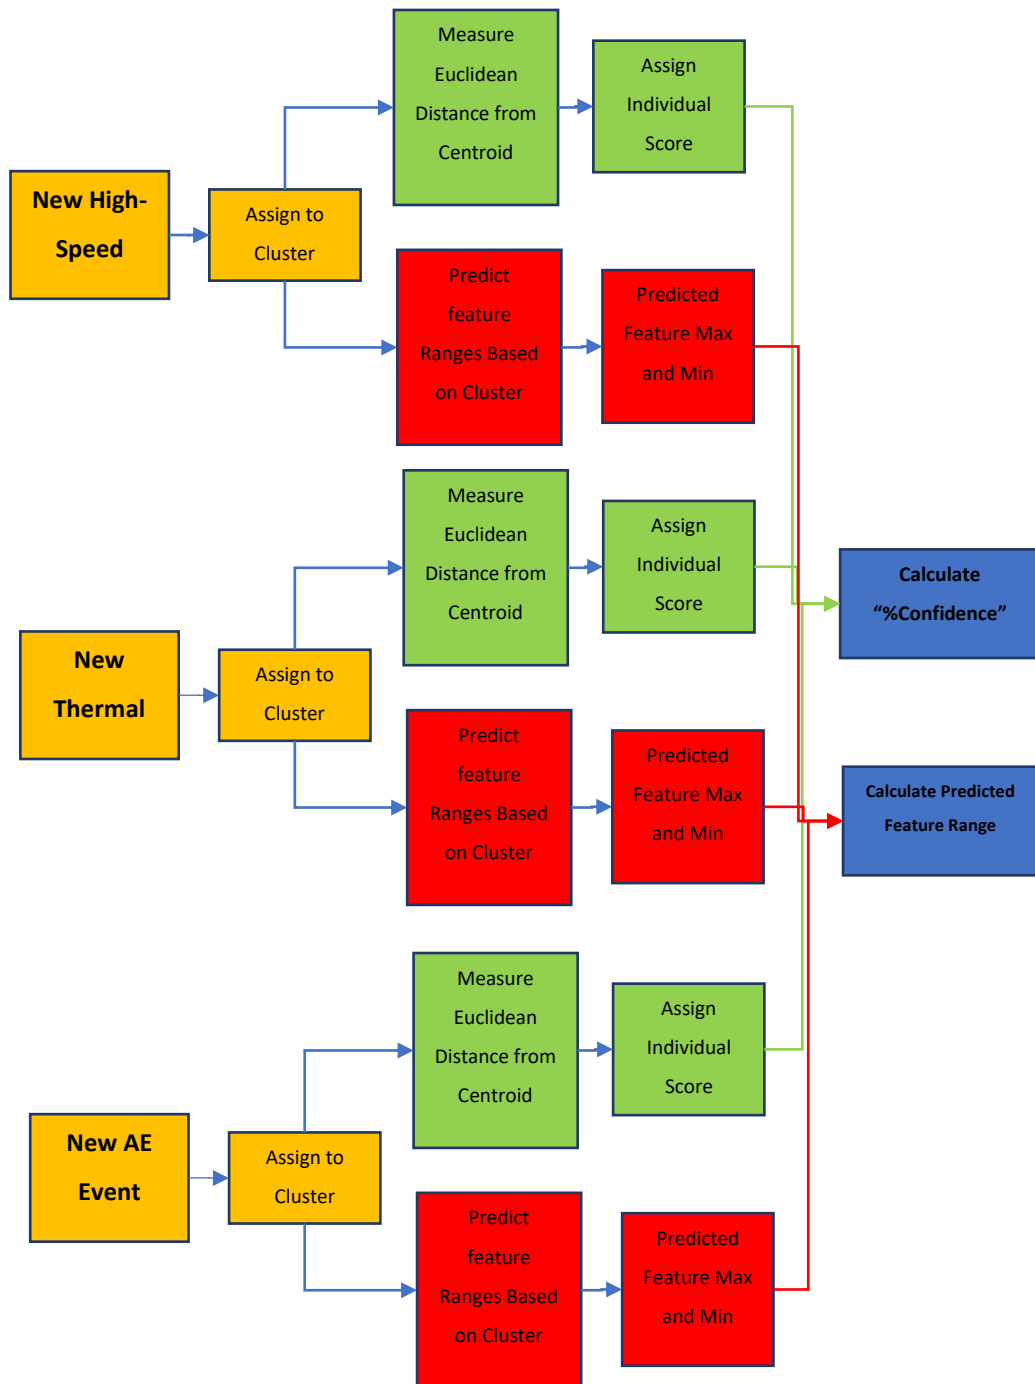 New High-
Speed
Assign to
Cluster
Measure
Euclidean
Distance from
Centroid
Assign
Individual
Score
Predict
feature
Ranges Based
on Cluster
Predicted
Feature Max
and Min
New
Thermal
Assign to
Cluster
Measure
Euclidean
Distance from
Centroid
Assign
Individual
Score
Predict
feature
Ranges Based
on Cluster
Predicted
Feature Max
and Min
New AE
Event
Assign to
Cluster
Measure
Euclidean
Distance from
Centroid
Assign
Individual
Score
Predict
feature
Ranges Based
on Cluster
Predicted
Feature Max
and Min
Calculate
“%Confidence”
Calculate Predicted
Feature Range